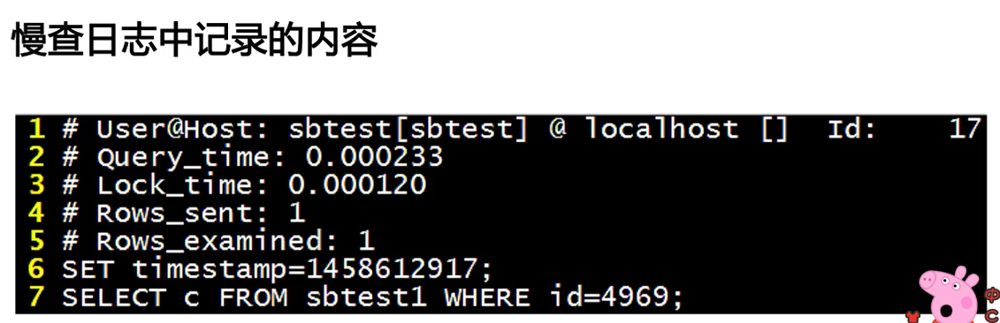 慢查日志中记录的内容
1 # User@Host: sbtest[sbtest] @ localhost []  Id:    17
2 # Query_time: 0.000233
3 # Lock_time: 0.000120
4 # Rows_sent: 1
5 # Rows_examined: 1
6 SET timestamp=1458612917;
7 SELECT c FROM sbtest1 WHERE id=4969;
中
C